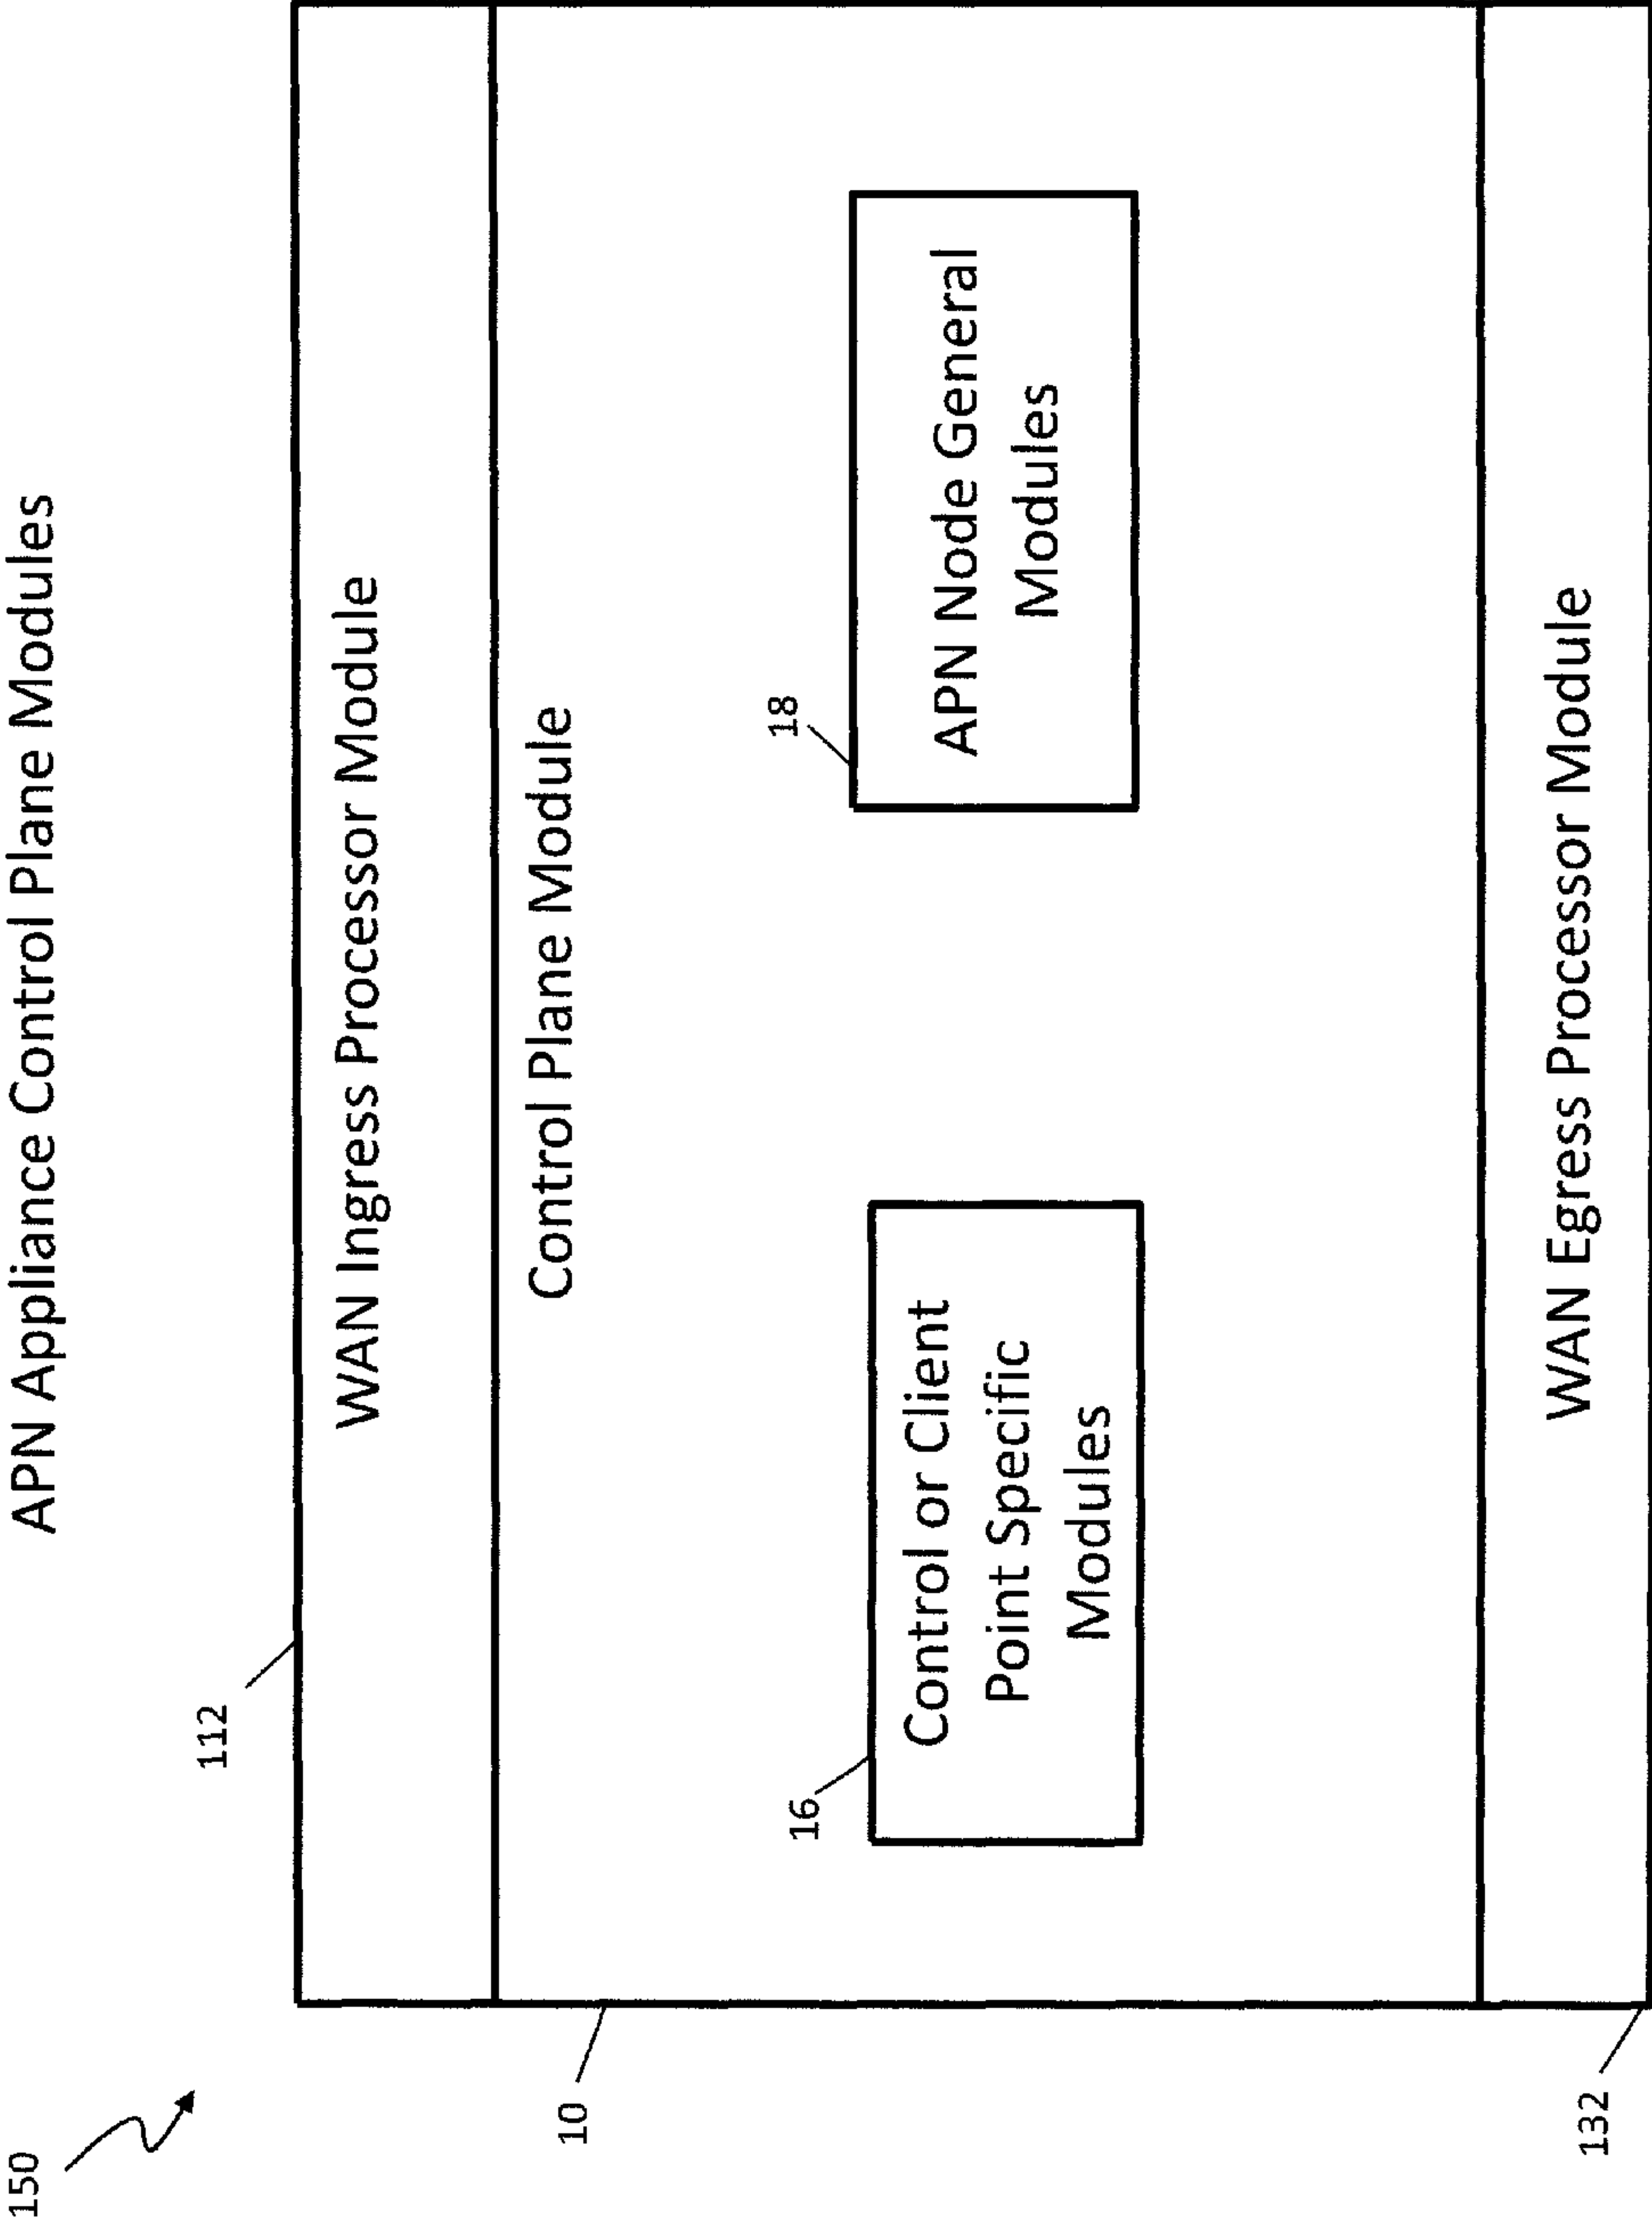 APN Appliance Control Plane Modules
150
112
WAN Ingress Processor Module
10
Control Plane Module
16
Control or Client
Point Specific
Modules
18
APN Node General
Modules
132
WAN Egress Processor Module